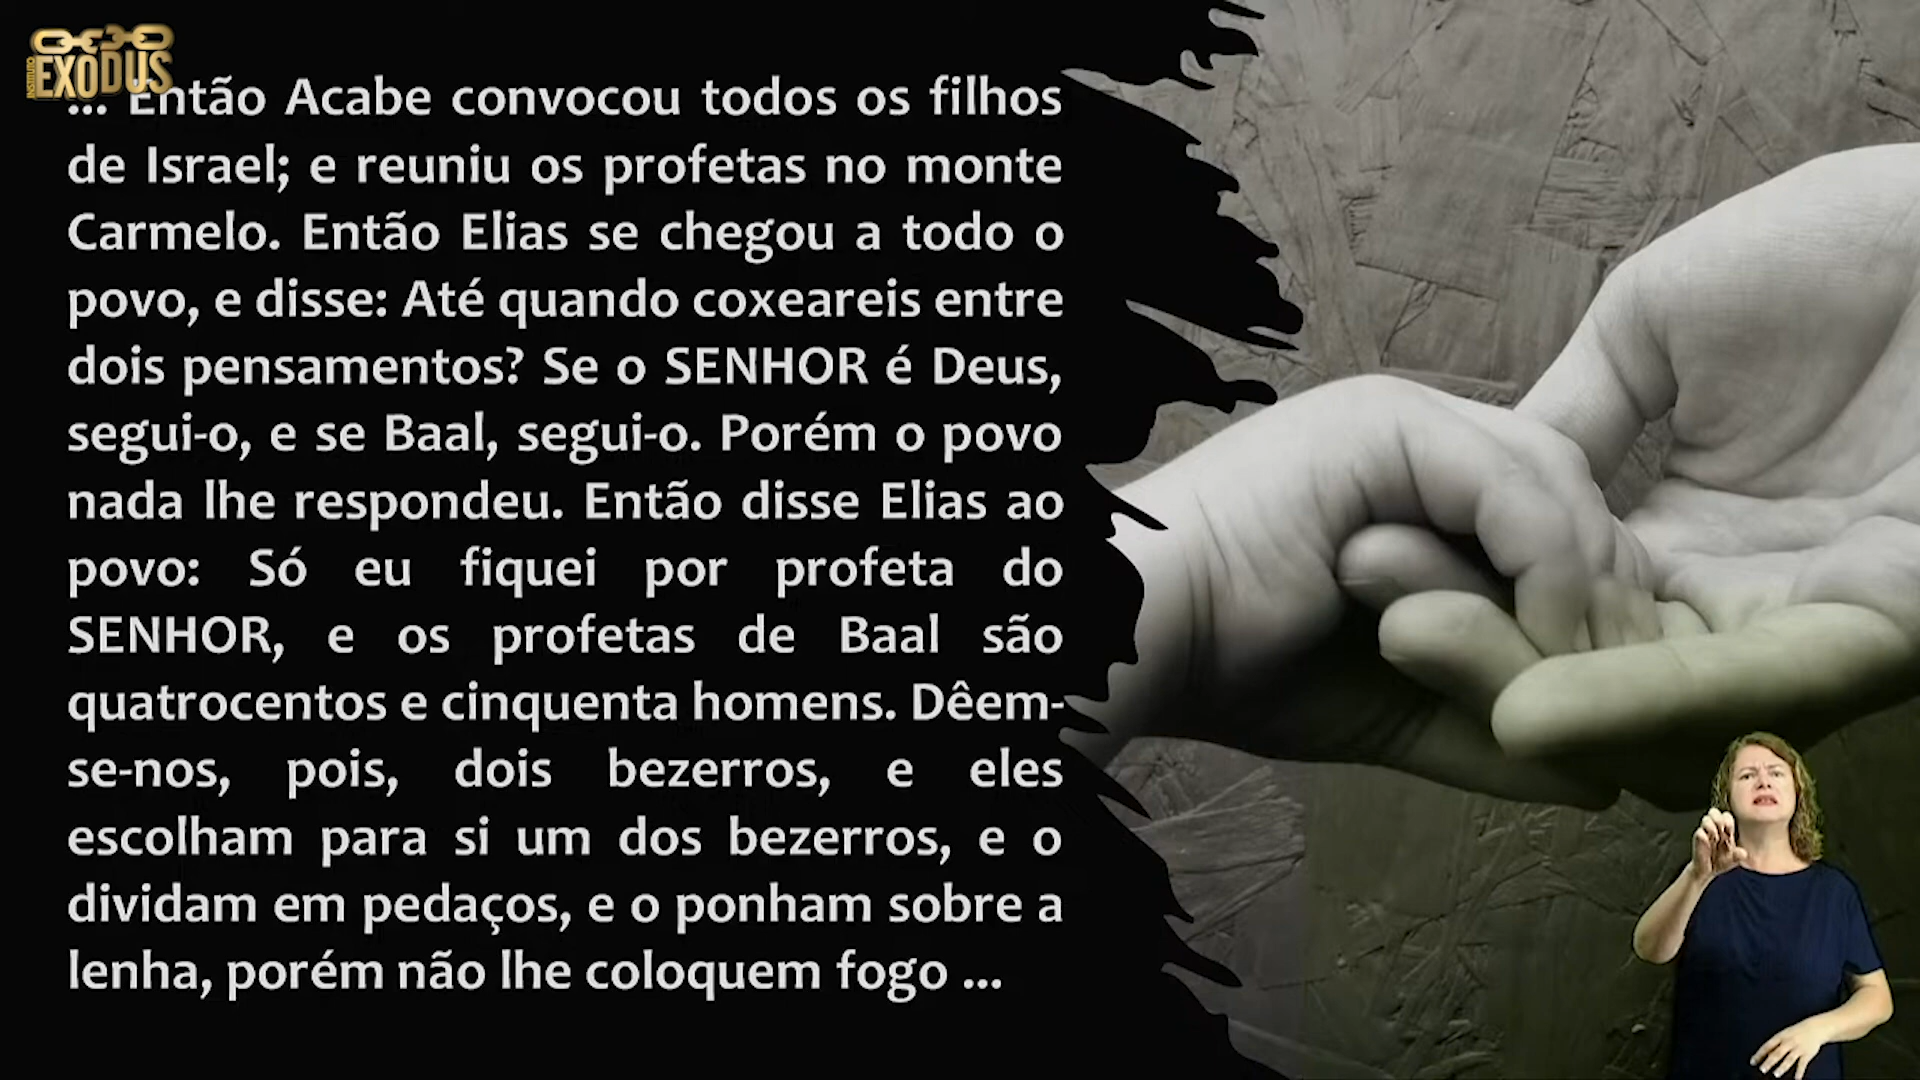 INSTITUTO
EXODUS
... Então Acabe convocou todos os filhos
de Israel; e reuniu os profetas no monte
Carmelo. Então Elias se chegou a todo o
povo, e disse: Até quando coxeareis entre
dois pensamentos? Se o SENHOR é Deus,
segui-o, e se Baal, segui-o. Porém o povo
nada lhe respondeu. Então disse Elias ao
povo: Só eu fiquei por profeta do
SENHOR, e os profetas de Baal são
quatrocentos e cinquenta homens. Dêem-
se-nos, pois, dois bezerros, e eles
escolham para si um dos bezerros, e o
dividam em pedaços, e o ponham sobre a
lenha, porém não lhe coloquem fogo ...